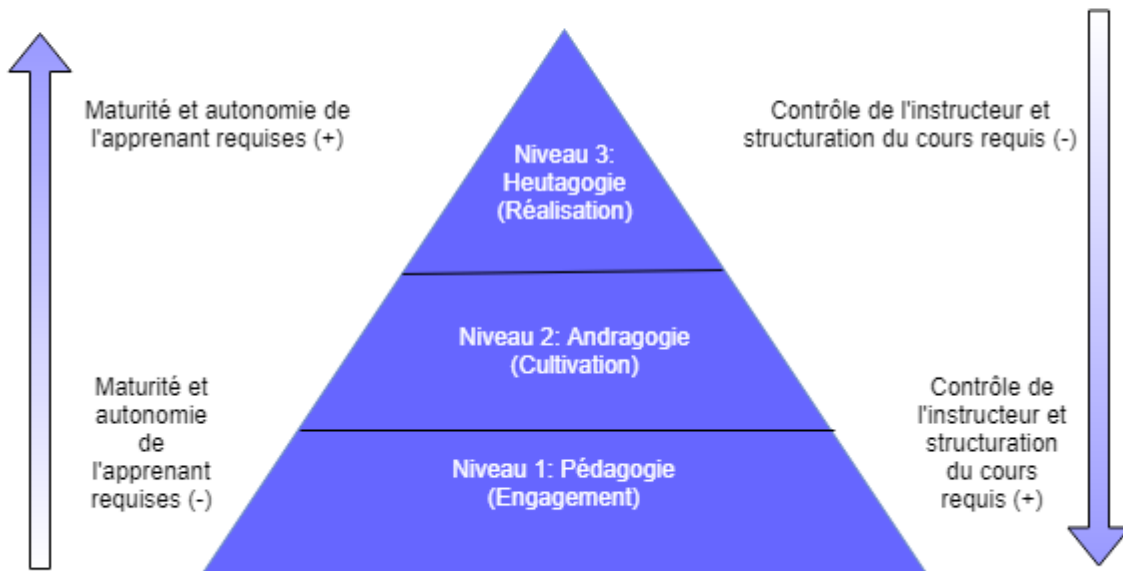 Maturité et autonomie de
l'apprenant requises (+)
Contrôle de l'instructeur et
structuration du cours requis (-)
Niveau 3:
Heutagogie
(Réalisation)
Niveau 2: Andragogie
(Cultivation)
Maturité et
autonomie
de
l'apprenant
requises (-)
Contrôle de
l'instructeur et
structuration
du cours
requis (+)
Niveau 1: Pédagogie
(Engagement)